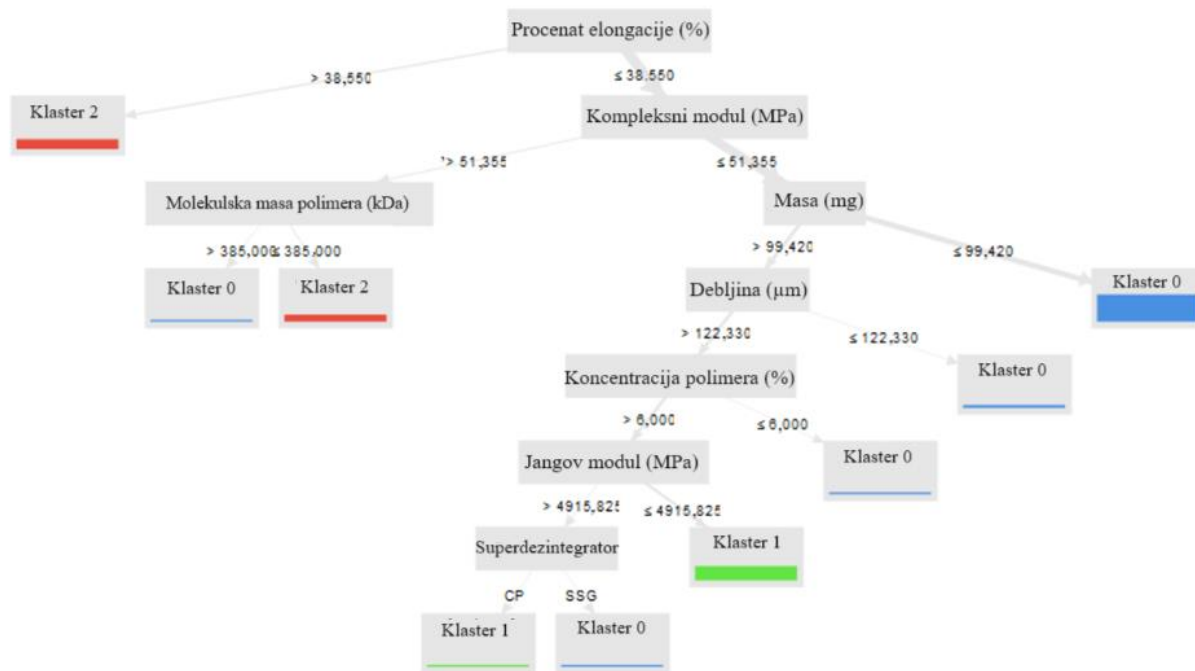 Procenat elongacije (%)
> 38,550
≤ 38,550
Klaster 2
Kompleksni modul (MPa)
> 51,355
≤ 51,355
Molekulska masa polimera (kDa)
Masa (mg)
> 385,000
≤ 385,000
> 99,420
≤ 99,420
Klaster 0
Klaster 2
Debljina (µm)
Klaster 0
> 122,330
≤ 122,330
Koncentracija polimera (%)
Klaster 0
> 6,000
≤ 6,000
Jangov modul (MPa)
Klaster 0
> 4915,825
≤ 4915,825
Superdezintegrator
Klaster 1
CP
SSG
Klaster 1
Klaster 0